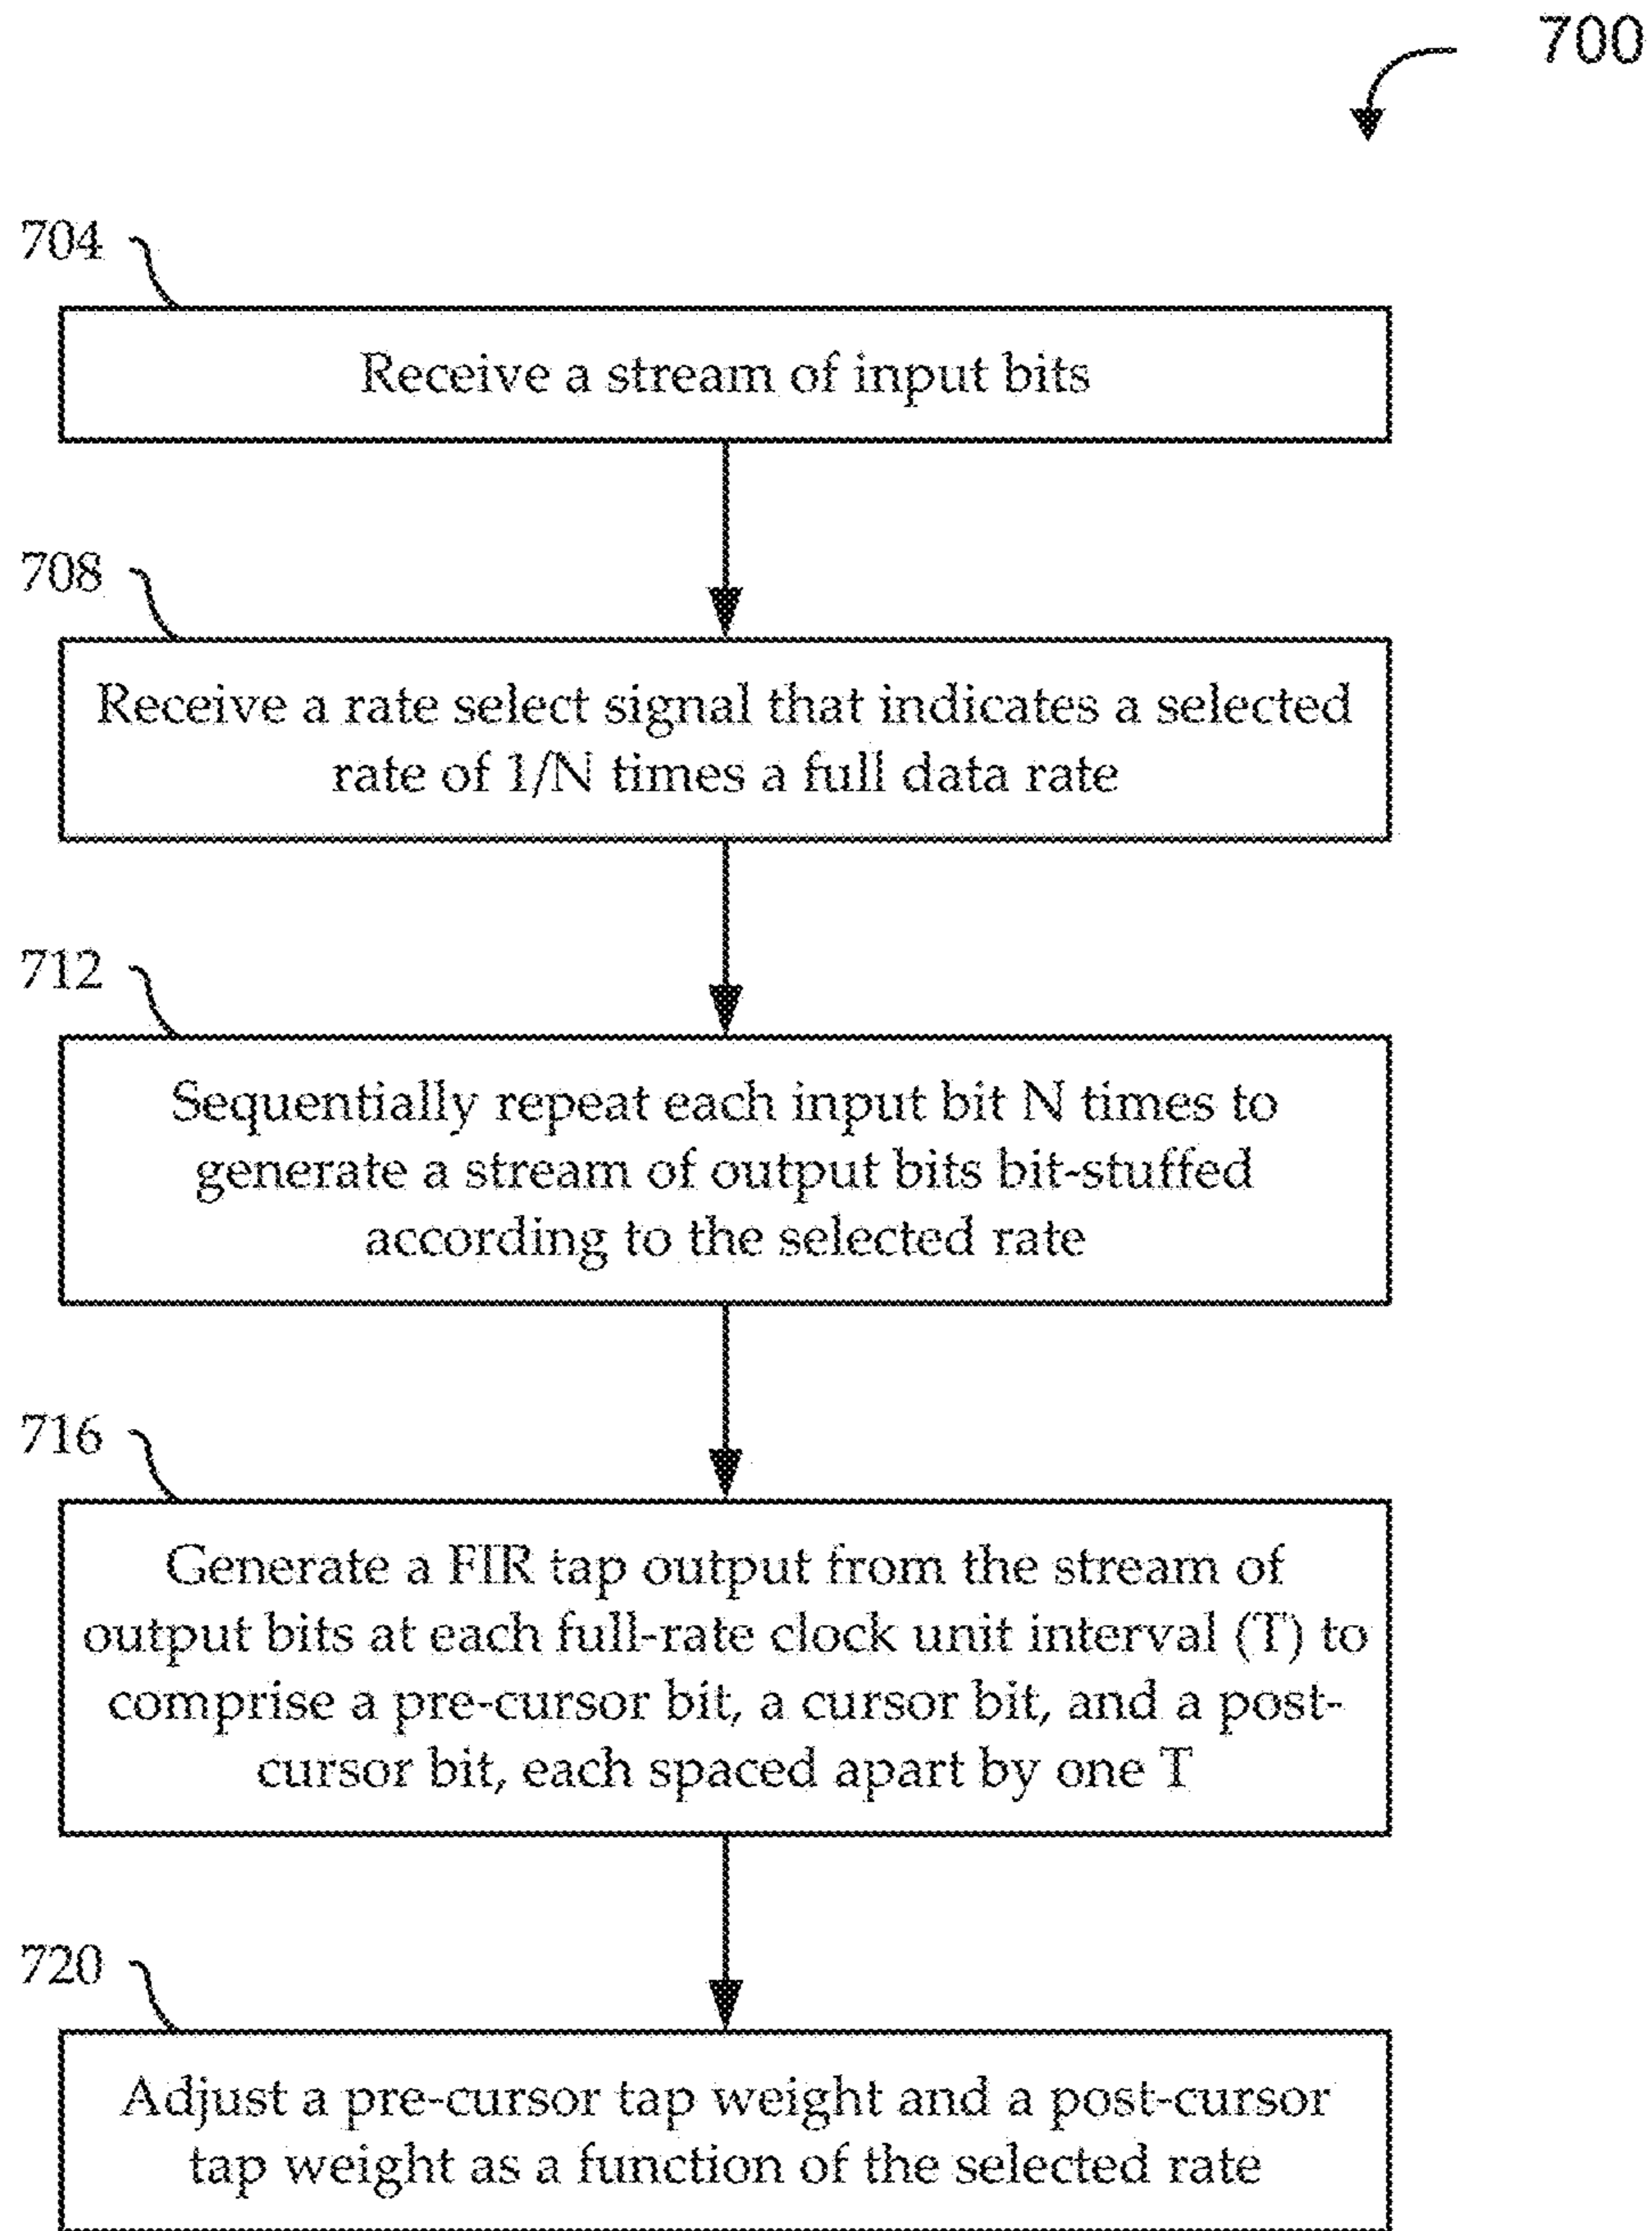 700
704
Receive a stream of input bits
708
Receive a rate select signal that indicates a selected
rate of 1/N times a full data rate
712
Sequentially repeat each input bit N times to
generate a stream of output bits bit-stuffed
according to the selected rate
716
Generate a FIR tap output from the stream of
output bits at each full-rate clock unit interval (T) to
comprise a pre-cursor bit, a cursor bit, and a post-
cursor bit, each spaced apart by one T
720
Adjust a pre-cursor tap weight and a post-cursor
tap weight as a function of the selected rate